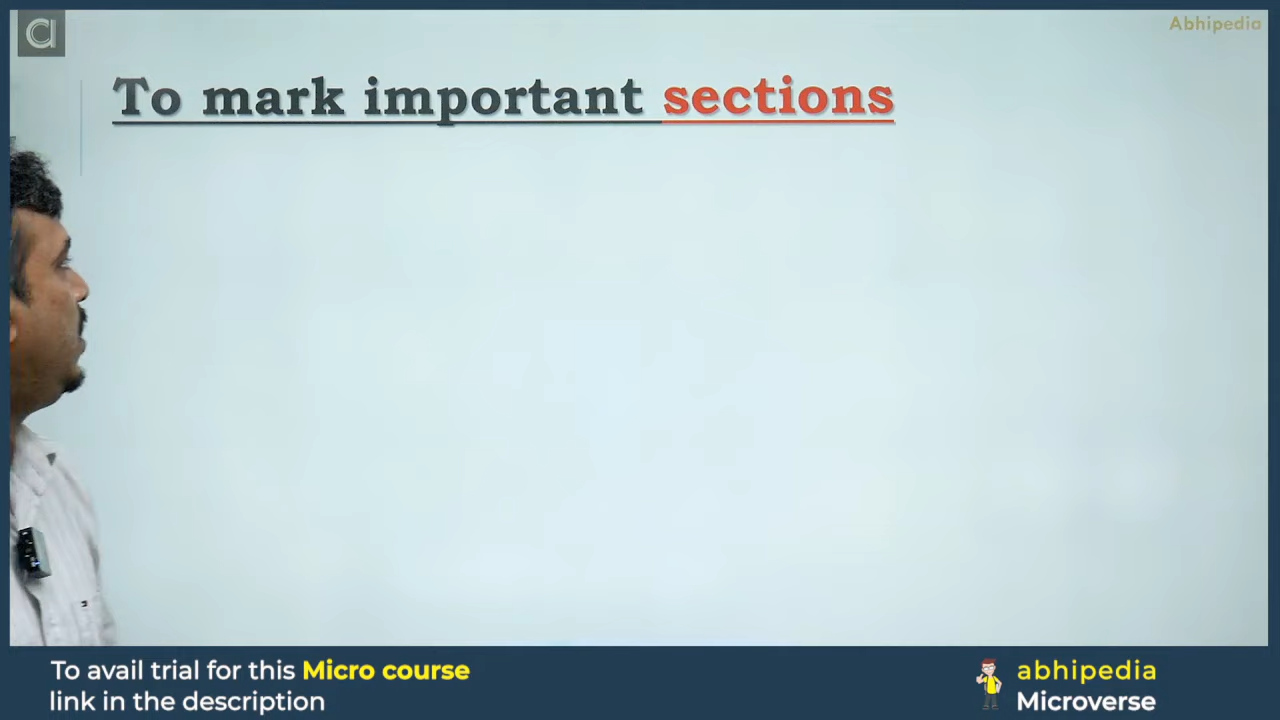 Abhipedia
To mark important sections
To avail trial for this Micro course
link in the description
abhipedia
Microverse